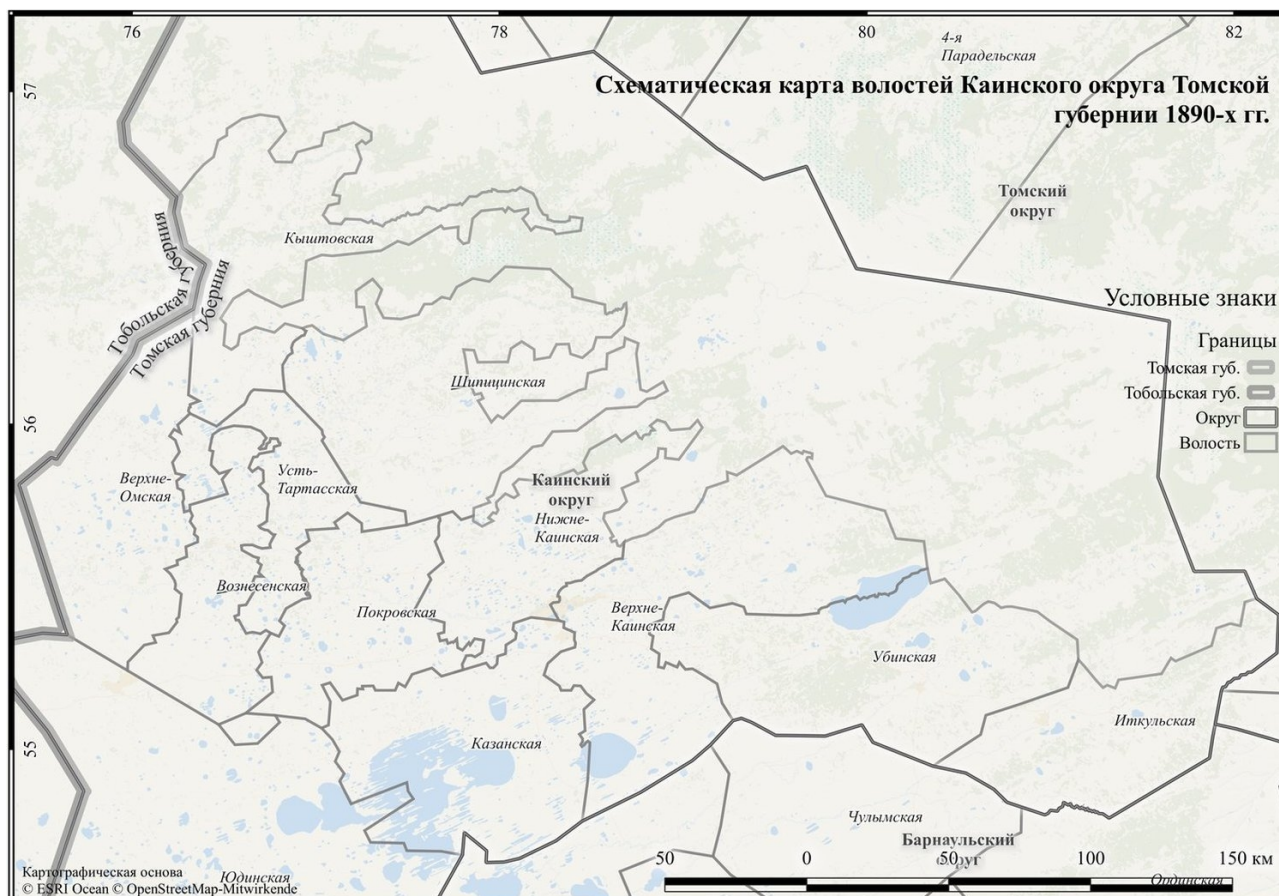 76
78
80
82
4-я
Парадельская
57
Схематическая карта волостей Каинского округа Томской
губернии 1890-х гг.
Томский
округ
Кыштовская
Тобольская губерния
Томская губерния
Условные знаки
Границы
Томская губ.
Тобольская губ.
Округ
Волость
Шипицинская
56
Верхне-
Омская
Усть-
Тартасская
Каинский
округ
Нижне-
Каинская
Вознесенская
Покровская
Верхне-
Каинская
Убинская
Иткульская
55
Казанская
Чулымская
Барнаульский
округ
Юдинская
Ординская
50
0
50
100
150 км
Картографическая основа
© ESRI Ocean © OpenStreetMap-Mitwirkende